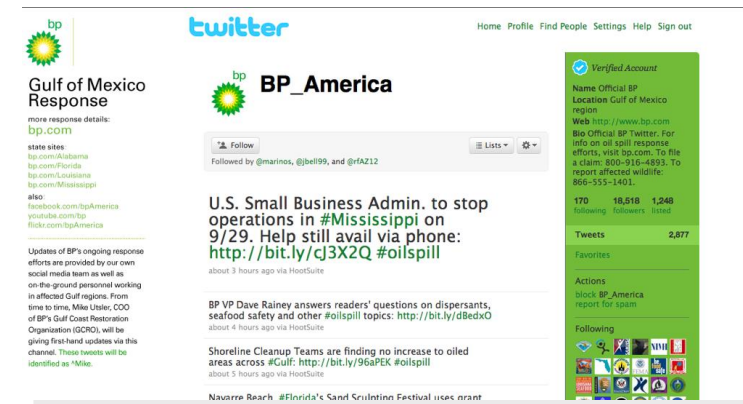 bp
Gulf of Mexico
Response
more response details:
bp.com
state sites:
bp.com/Alabama
bp.com/Florida
bp.com/Louisiana
bp.com/Mississippi
also:
facebook.com/bpAmerica
youtube.com/bp
flickr.com/bpAmerica
Updates of BP's ongoing response
efforts are provided by our own
social media team as well as
on-the-ground personnel working
in affected Gulf regions. From
time to time, Mike Utsler, COO
of BP's Gulf Coast Restoration
Organization (GCRO), will be
giving first-hand updates via this
channel. These tweets will be
identified as ^Mike.
twitter
Home Profile Find People Settings Help Sign out
bp
BP_America
Follow
Lists
Followed by @marinos, @jbell99, and @rfAZ12
U.S. Small Business Admin. to stop
operations in #Mississippi on
9/29. Help still avail via phone:
http://bit.ly/cJ3X2Q #oilspill
about 3 hours ago via HootSuite
BP VP Dave Rainey answers readers' questions on dispersants,
seafood safety and other #oilspill topics: http://bit.ly/dBedxO
about 4 hours ago via HootSuite
Shoreline Cleanup Teams are finding no increase to oiled
areas across #Gulf: http://bit.ly/96aPEK #oilspill
about 5 hours ago via HootSuite
Navarre Beach, #Florida's Sand Sculpting Festival uses grant
Verified Account
Name Official BP
Location Gulf of Mexico
region
Web http://www.bp.com
Bio Official BP Twitter. For
info on oil spill response
efforts, visit bp.com. To file
a claim: 800-916-4893. To
report affected wildlife:
866-555-1401.
170 18,518 1,248
following followers listed
Tweets 2,877
Favorites
Actions
block BP_America
report for spam
Following